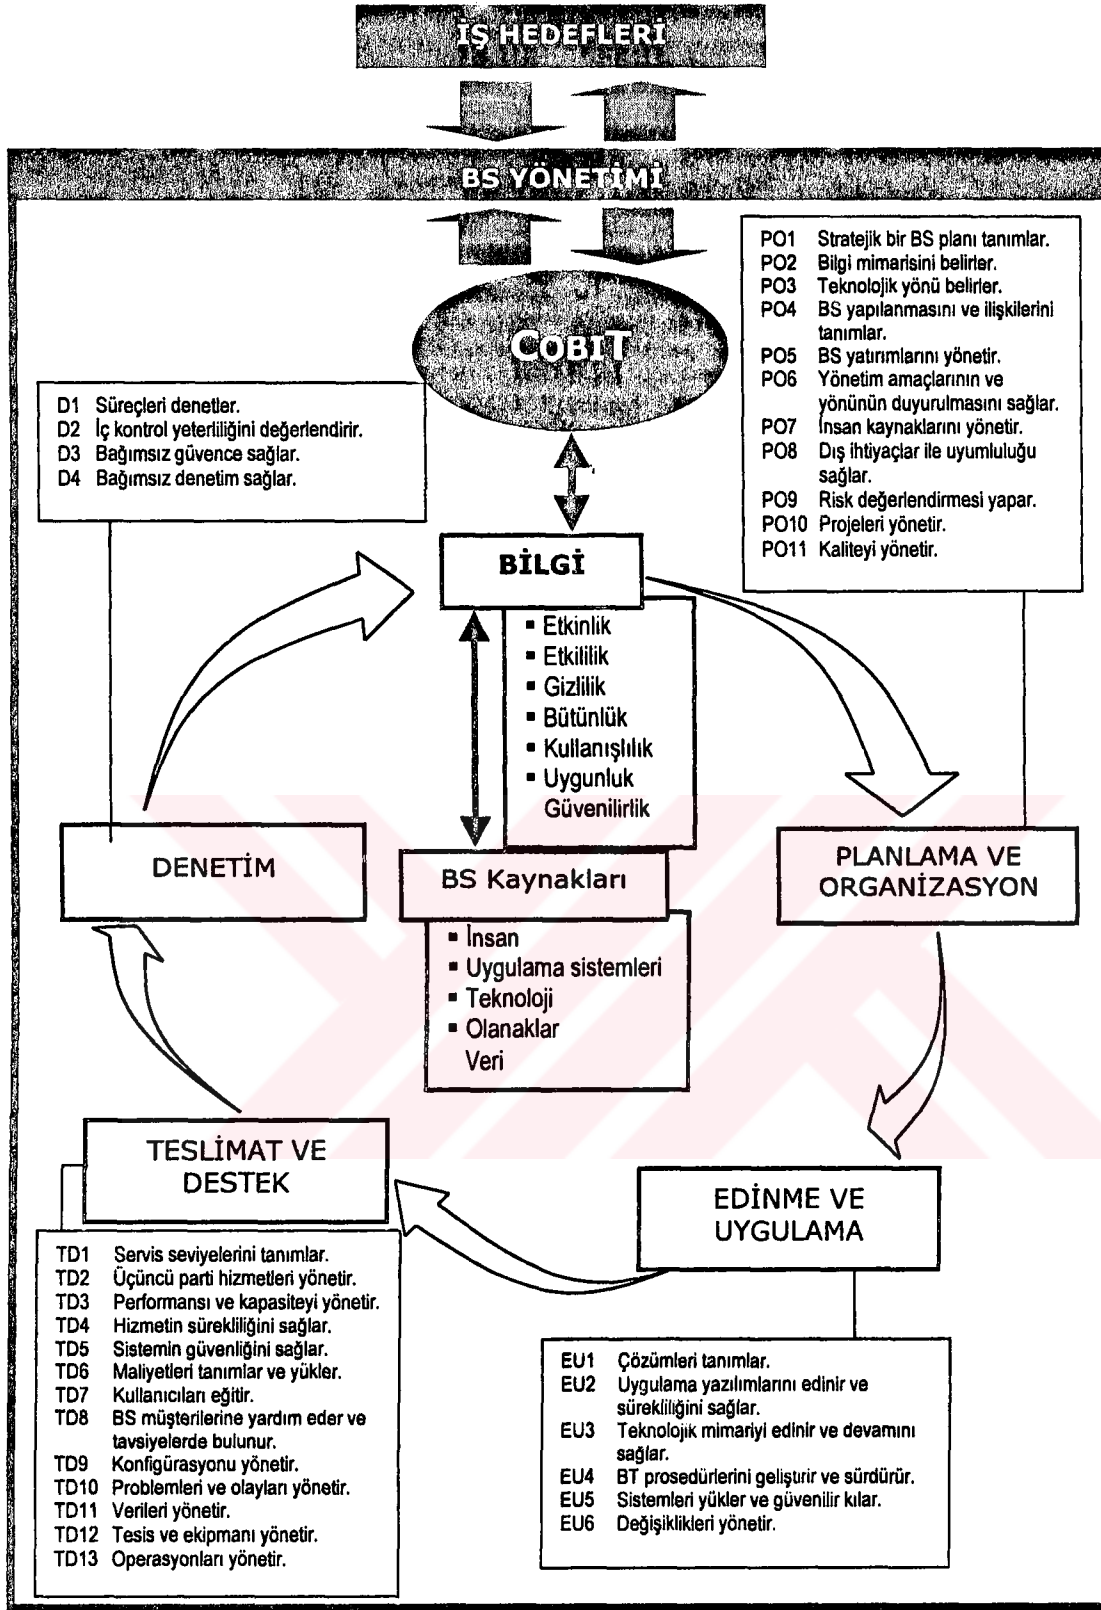 İŞ HEDEFLERİ
BS YÖNETİMİ
COBIT
PO1 Stratejik bir BS planı tanımlar.
PO2 Bilgi mimarisini belirler.
PO3 Teknolojik yönü belirler.
PO4 BS yapılanmasını ve ilişkilerini
tanımlar.
PO5 BS yatırımlarını yönetir.
PO6 Yönetim amaçlarının ve
yönünün duyurulmasını sağlar.
PO7 İnsan kaynaklarını yönetir.
PO8 Dış ihtiyaçlar ile uyumluluğu
sağlar.
PO9 Risk değerlendirmesi yapar.
PO10 Projeleri yönetir.
PO11 Kaliteyi yönetir.
D1 Süreçleri denetler.
D2 İç kontrol yeterliliğini değerlendirir.
D3 Bağımsız güvence sağlar.
D4 Bağımsız denetim sağlar.
BİLGİ
▪ Etkinlik
▪ Etkililik
▪ Gizlilik
▪ Bütünlük
▪ Kullanışlılık
▪ Uygunluk
Güvenilirlik
DENETİM
BS Kaynakları
▪ İnsan
▪ Uygulama sistemleri
▪ Teknoloji
▪ Olanaklar
Veri
PLANLAMA VE
ORGANİZASYON
TESLİMAT VE
DESTEK
EDİNME VE
UYGULAMA
TD1 Servis seviyelerini tanımlar.
TD2 Üçüncü parti hizmetleri yönetir.
TD3 Performansı ve kapasiteyi yönetir.
TD4 Hizmetin sürekliliğini sağlar.
TD5 Sistemin güvenliğini sağlar.
TD6 Maliyetleri tanımlar ve yükler.
TD7 Kullanıcıları eğitir.
TD8 BS müşterilerine yardım eder ve
tavsiyelerde bulunur.
TD9 Konfigürasyonu yönetir.
TD10 Problemleri ve olayları yönetir.
TD11 Verileri yönetir.
TD12 Tesis ve ekipmanı yönetir.
TD13 Operasyonları yönetir.
EU1 Çözümleri tanımlar.
EU2 Uygulama yazılımlarını edinir ve
sürekliliğini sağlar.
EU3 Teknolojik mimariyi edinir ve devamını
sağlar.
EU4 BT prosedürlerini geliştirir ve sürdürür.
EU5 Sistemleri yükler ve güvenilir kılar.
EU6 Değişiklikleri yönetir.